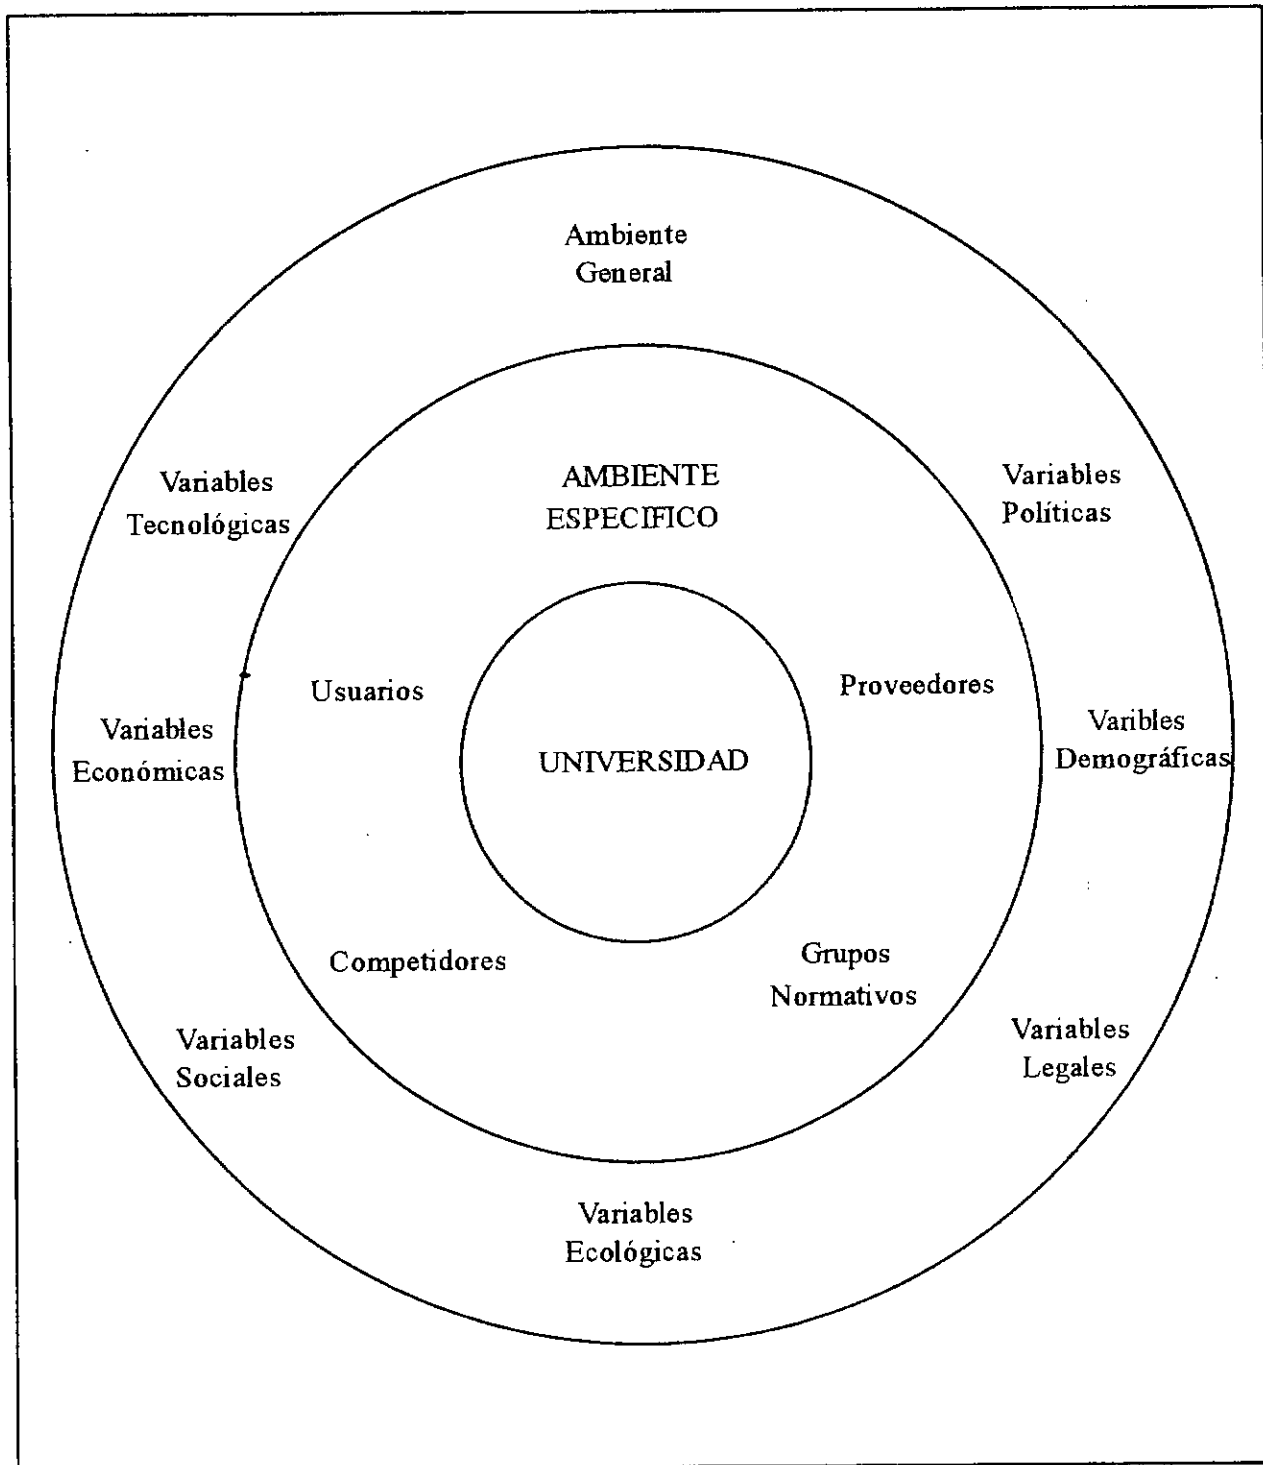 Ambiente
General
Variables
Tecnológicas
AMBIENTE
ESPECIFICO
Variables
Políticas
Usuarios
Proveedores
Variables
Económicas
UNIVERSIDAD
Varibles
Demográficas
Competidores
Grupos
Normativos
Variables
Sociales
Variables
Legales
Variables
Ecológicas